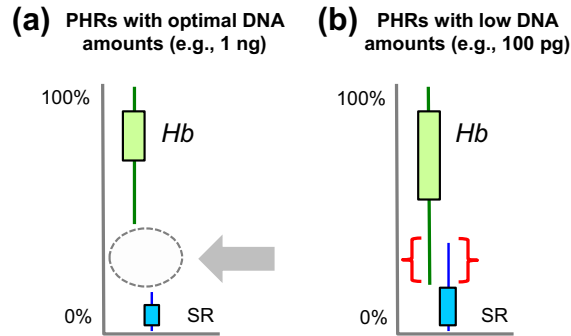 (a) PHRs with optimal DNA
amounts (e.g., 1 ng)
100%
Hb
0%
SR
(b) PHRs with low DNA
amounts (e.g., 100 pg)
100%
Hb
0%
SR